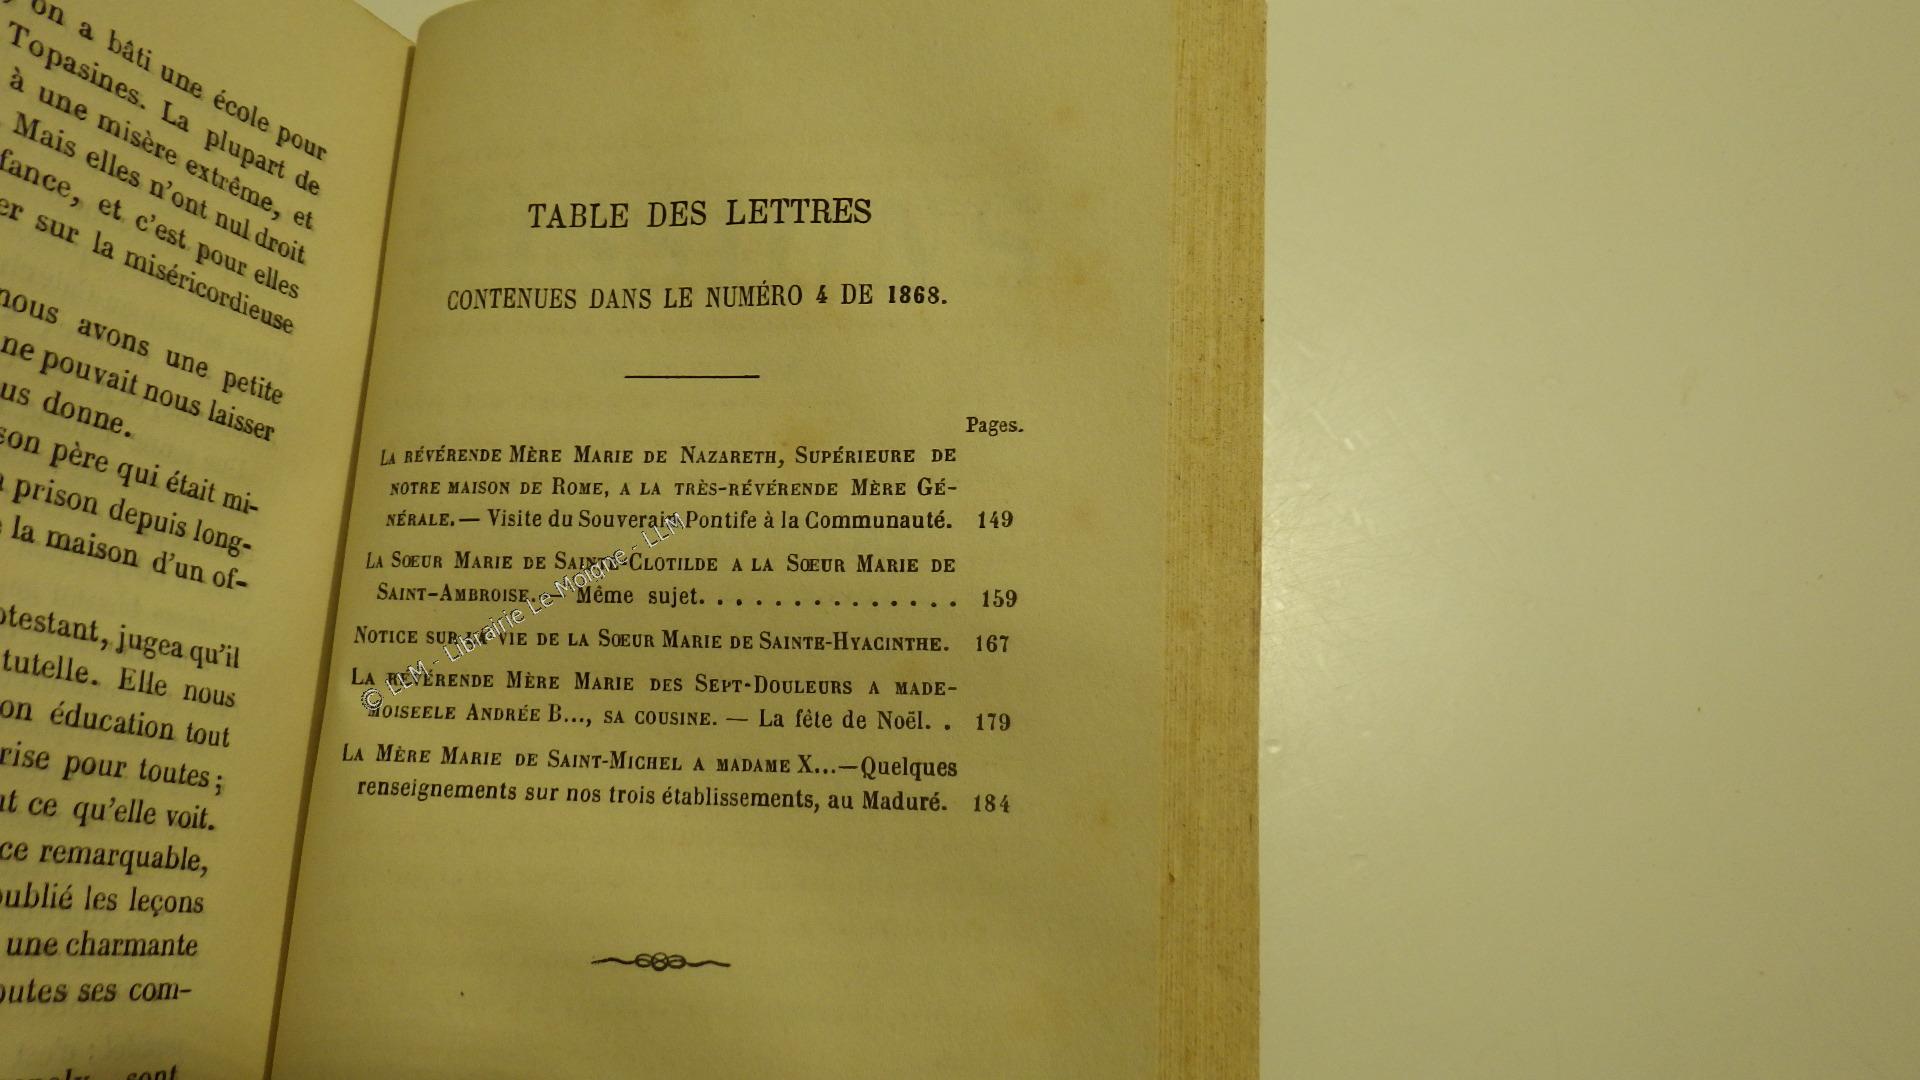 on a bâti une école pour
Topasines. La plupart de
à une misère extrême, et
Mais elles n'ont nul droit
fance, et c'est pour elles
er sur la miséricordieuse
nous avons une petite
ne pouvait nous laisser
us donne.
son père qui était mi-
prison depuis long-
la maison d'un of-
otestant, jugea qu'il
tutelle. Elle nous
on éducation tout
rise pour toutes;
ut ce qu'elle voit.
ce remarquable,
oublié les leçons
une charmante
outes ses com-
sont
TABLE DES LETTRES
CONTENUES DANS LE NUMÉRO 4 DE 1868.
Pages.
LA RÉVÉRENDE MÈRE MARIE DE NAZARETH, SUPÉRIEURE DE
NOTRE MAISON DE ROME, A LA TRÈS-RÉVÉRENDE MÈRE GÉ-
NÉRALE. — Visite du Souverain Pontife à la Communauté. 149
LA SŒUR MARIE DE SAINTE-CLOTILDE A LA SŒUR MARIE DE
SAINT-AMBROISE. — Même sujet. . . . . . . . . . . . . . 159
NOTICE SUR LA VIE DE LA SŒUR MARIE DE SAINTE-HYACINTHE. 167
LA RÉVÉRENDE MÈRE MARIE DES SEPT-DOULEURS A MADE-
MOISEELE ANDRÉE B..., SA COUSINE. — La fête de Noël. . 179
LA MÈRE MARIE DE SAINT-MICHEL A MADAME X...—Quelques
renseignements sur nos trois établissements, au Maduré. 184
© LLM - Librairie Le Moigne - LLM